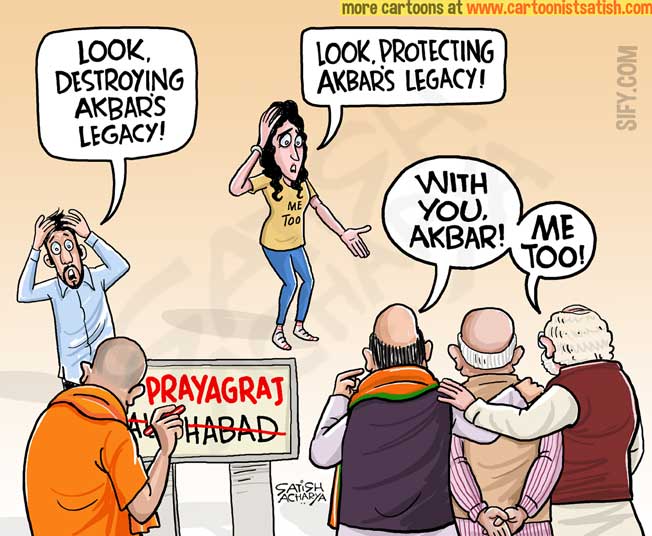 more cartoons at www.cartoonistsatish.com
SIFY.COM
LOOK,
DESTROYING
AKBAR'S
LEGACY!
LOOK, PROTECTING
AKBAR'S LEGACY!
ME
TOO
WITH
YOU,
AKBAR!
ME
TOO!
PRAYAGRAJ
HABAD
SATISH
ACHARYA